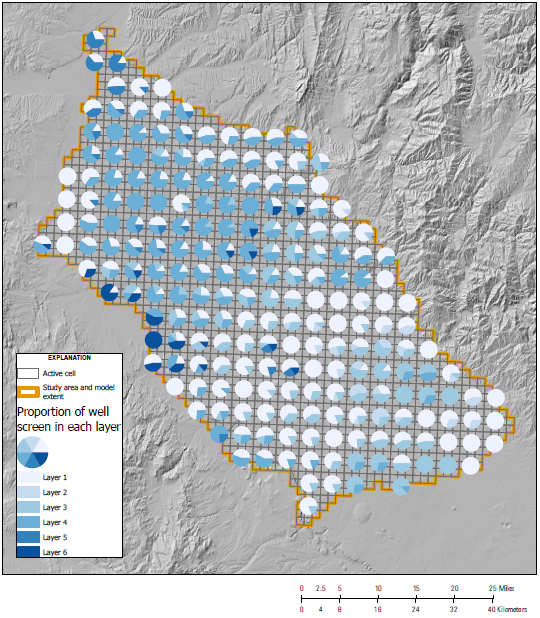 EXPLANATION
Active cell
Study area and model
extent
Proportion of well
screen in each layer
Layer 1
Layer 2
Layer 3
Layer 4
Layer 5
Layer 6
0 2.5 5 10 15 20 25 Miles
0 4 8 16 24 32 40 Kilometers